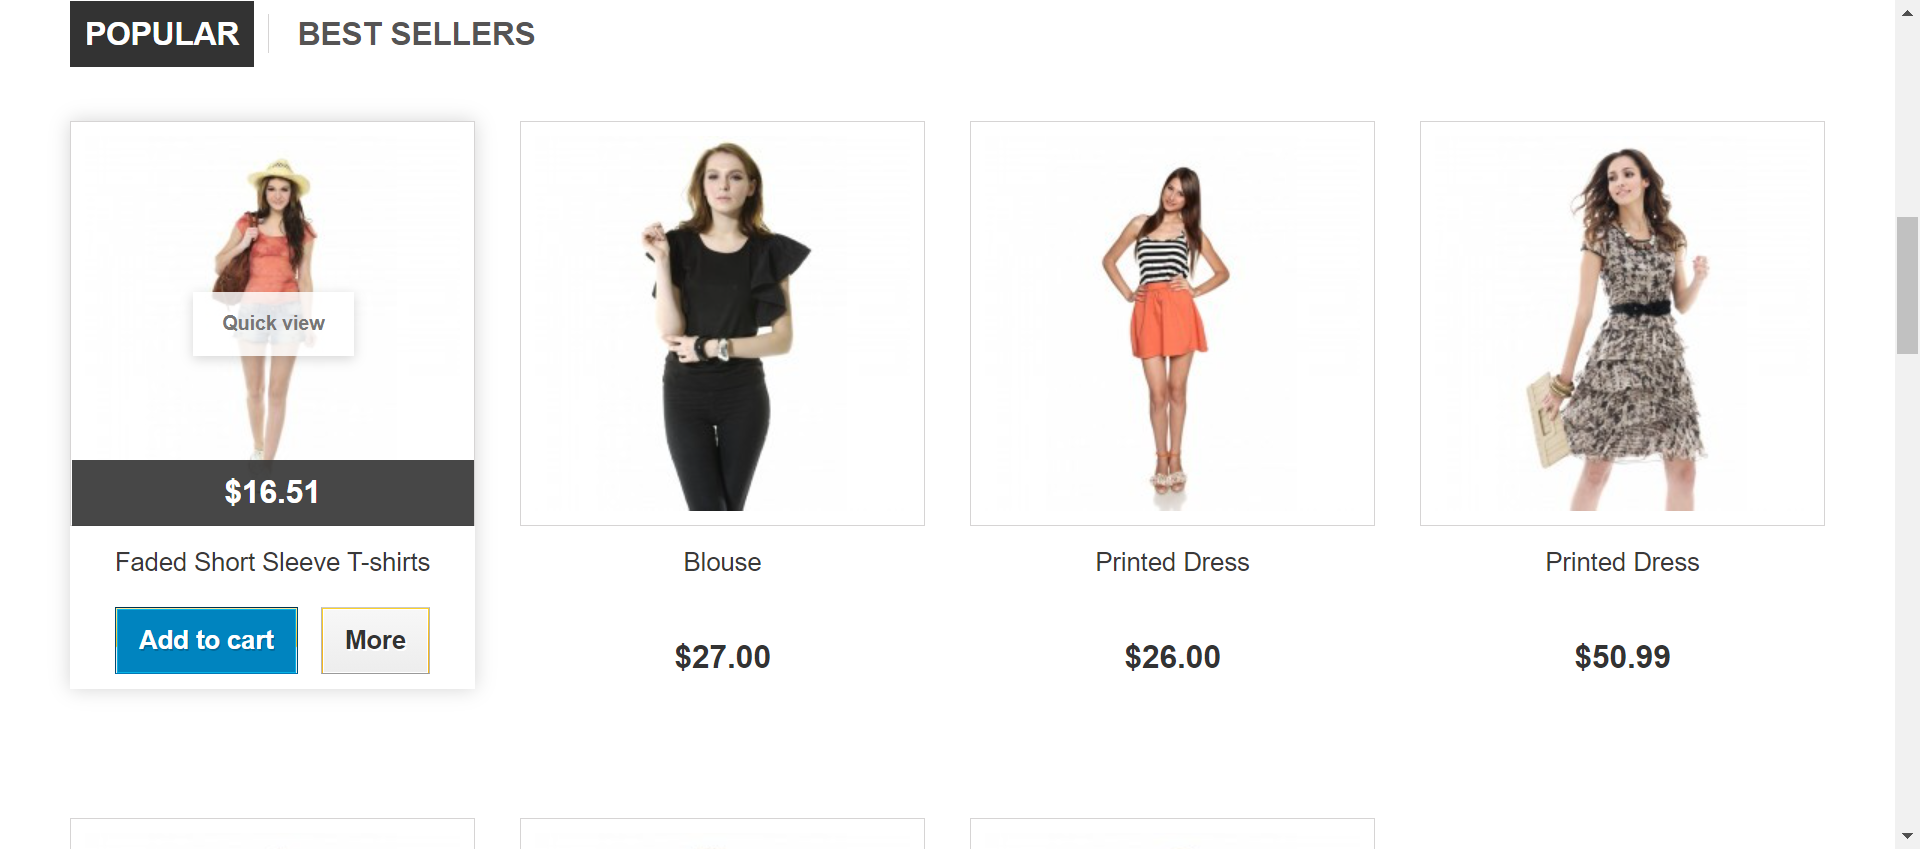 POPULAR
BEST SELLERS
Quick view
$16.51
Faded Short Sleeve T-shirts
Add to cart
More
Blouse
$27.00
Printed Dress
$26.00
Printed Dress
$50.99